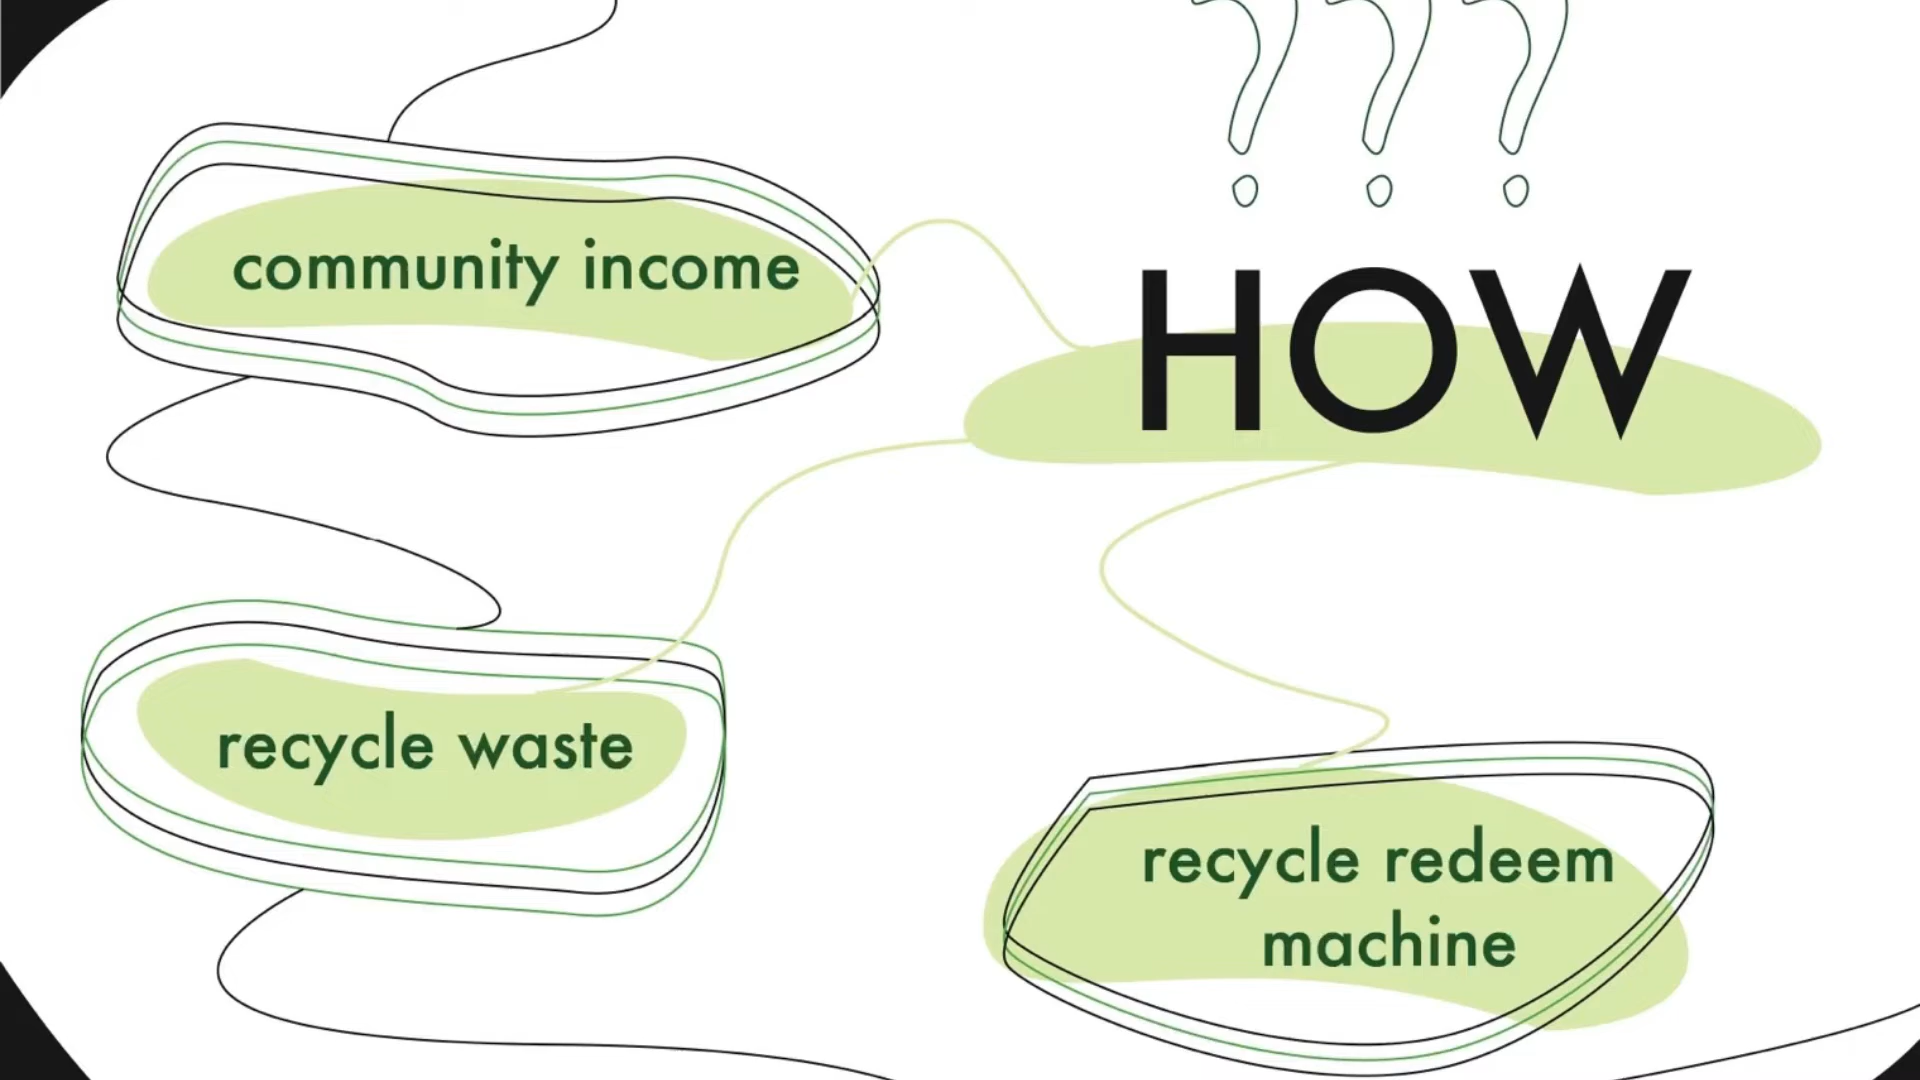 ???
HOW
community income
recycle waste
recycle redeem
machine